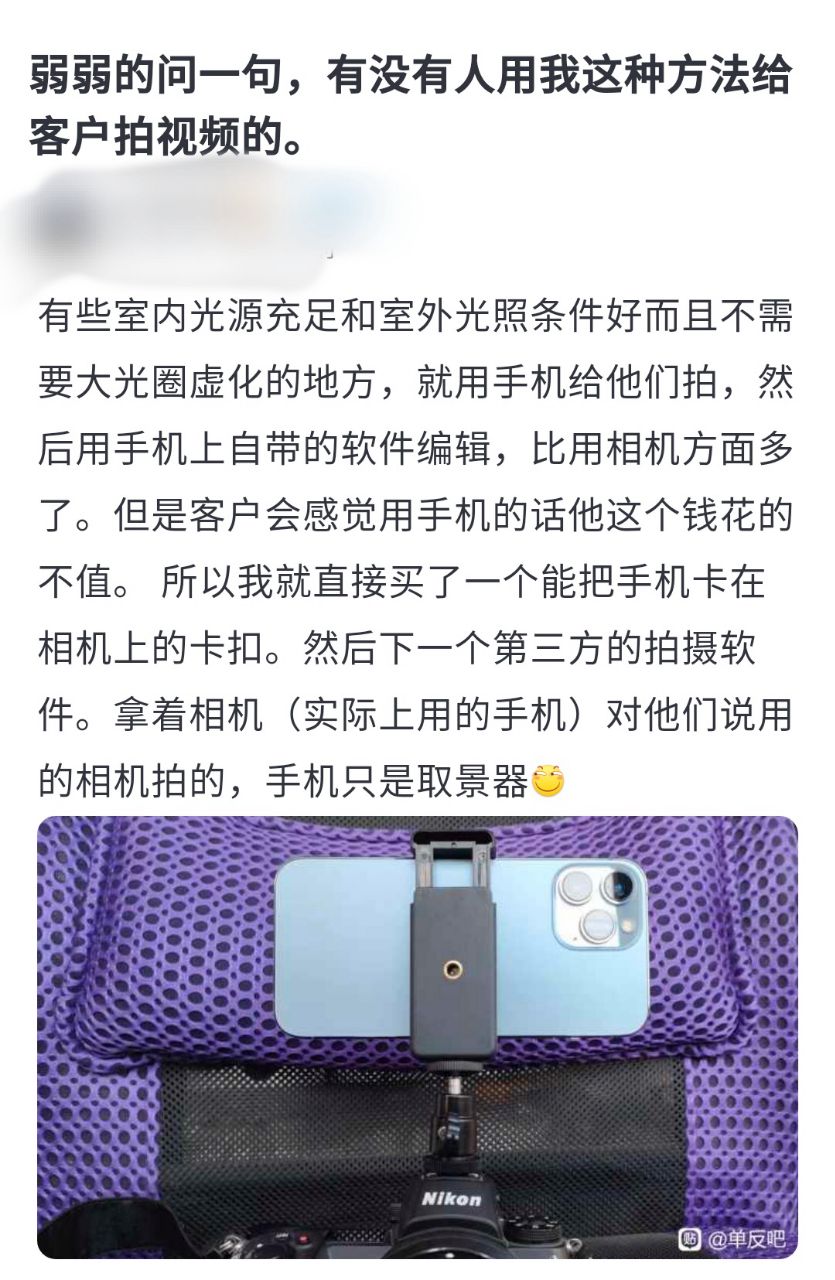 弱弱的问一句，有没有人用我这种方法给
客户拍视频的。
有些室内光源充足和室外光照条件好而且不需
要大光圈虚化的地方，就用手机给他们拍，然
后用手机上自带的软件编辑，比用相机方面多
了。但是客户会感觉用手机的话他这个钱花的
不值。 所以我就直接买了一个能把手机卡在
相机上的卡扣。然后下一个第三方的拍摄软
件。拿着相机（实际上用的手机）对他们说用
的相机拍的，手机只是取景器
Nikon
贴 @单反吧